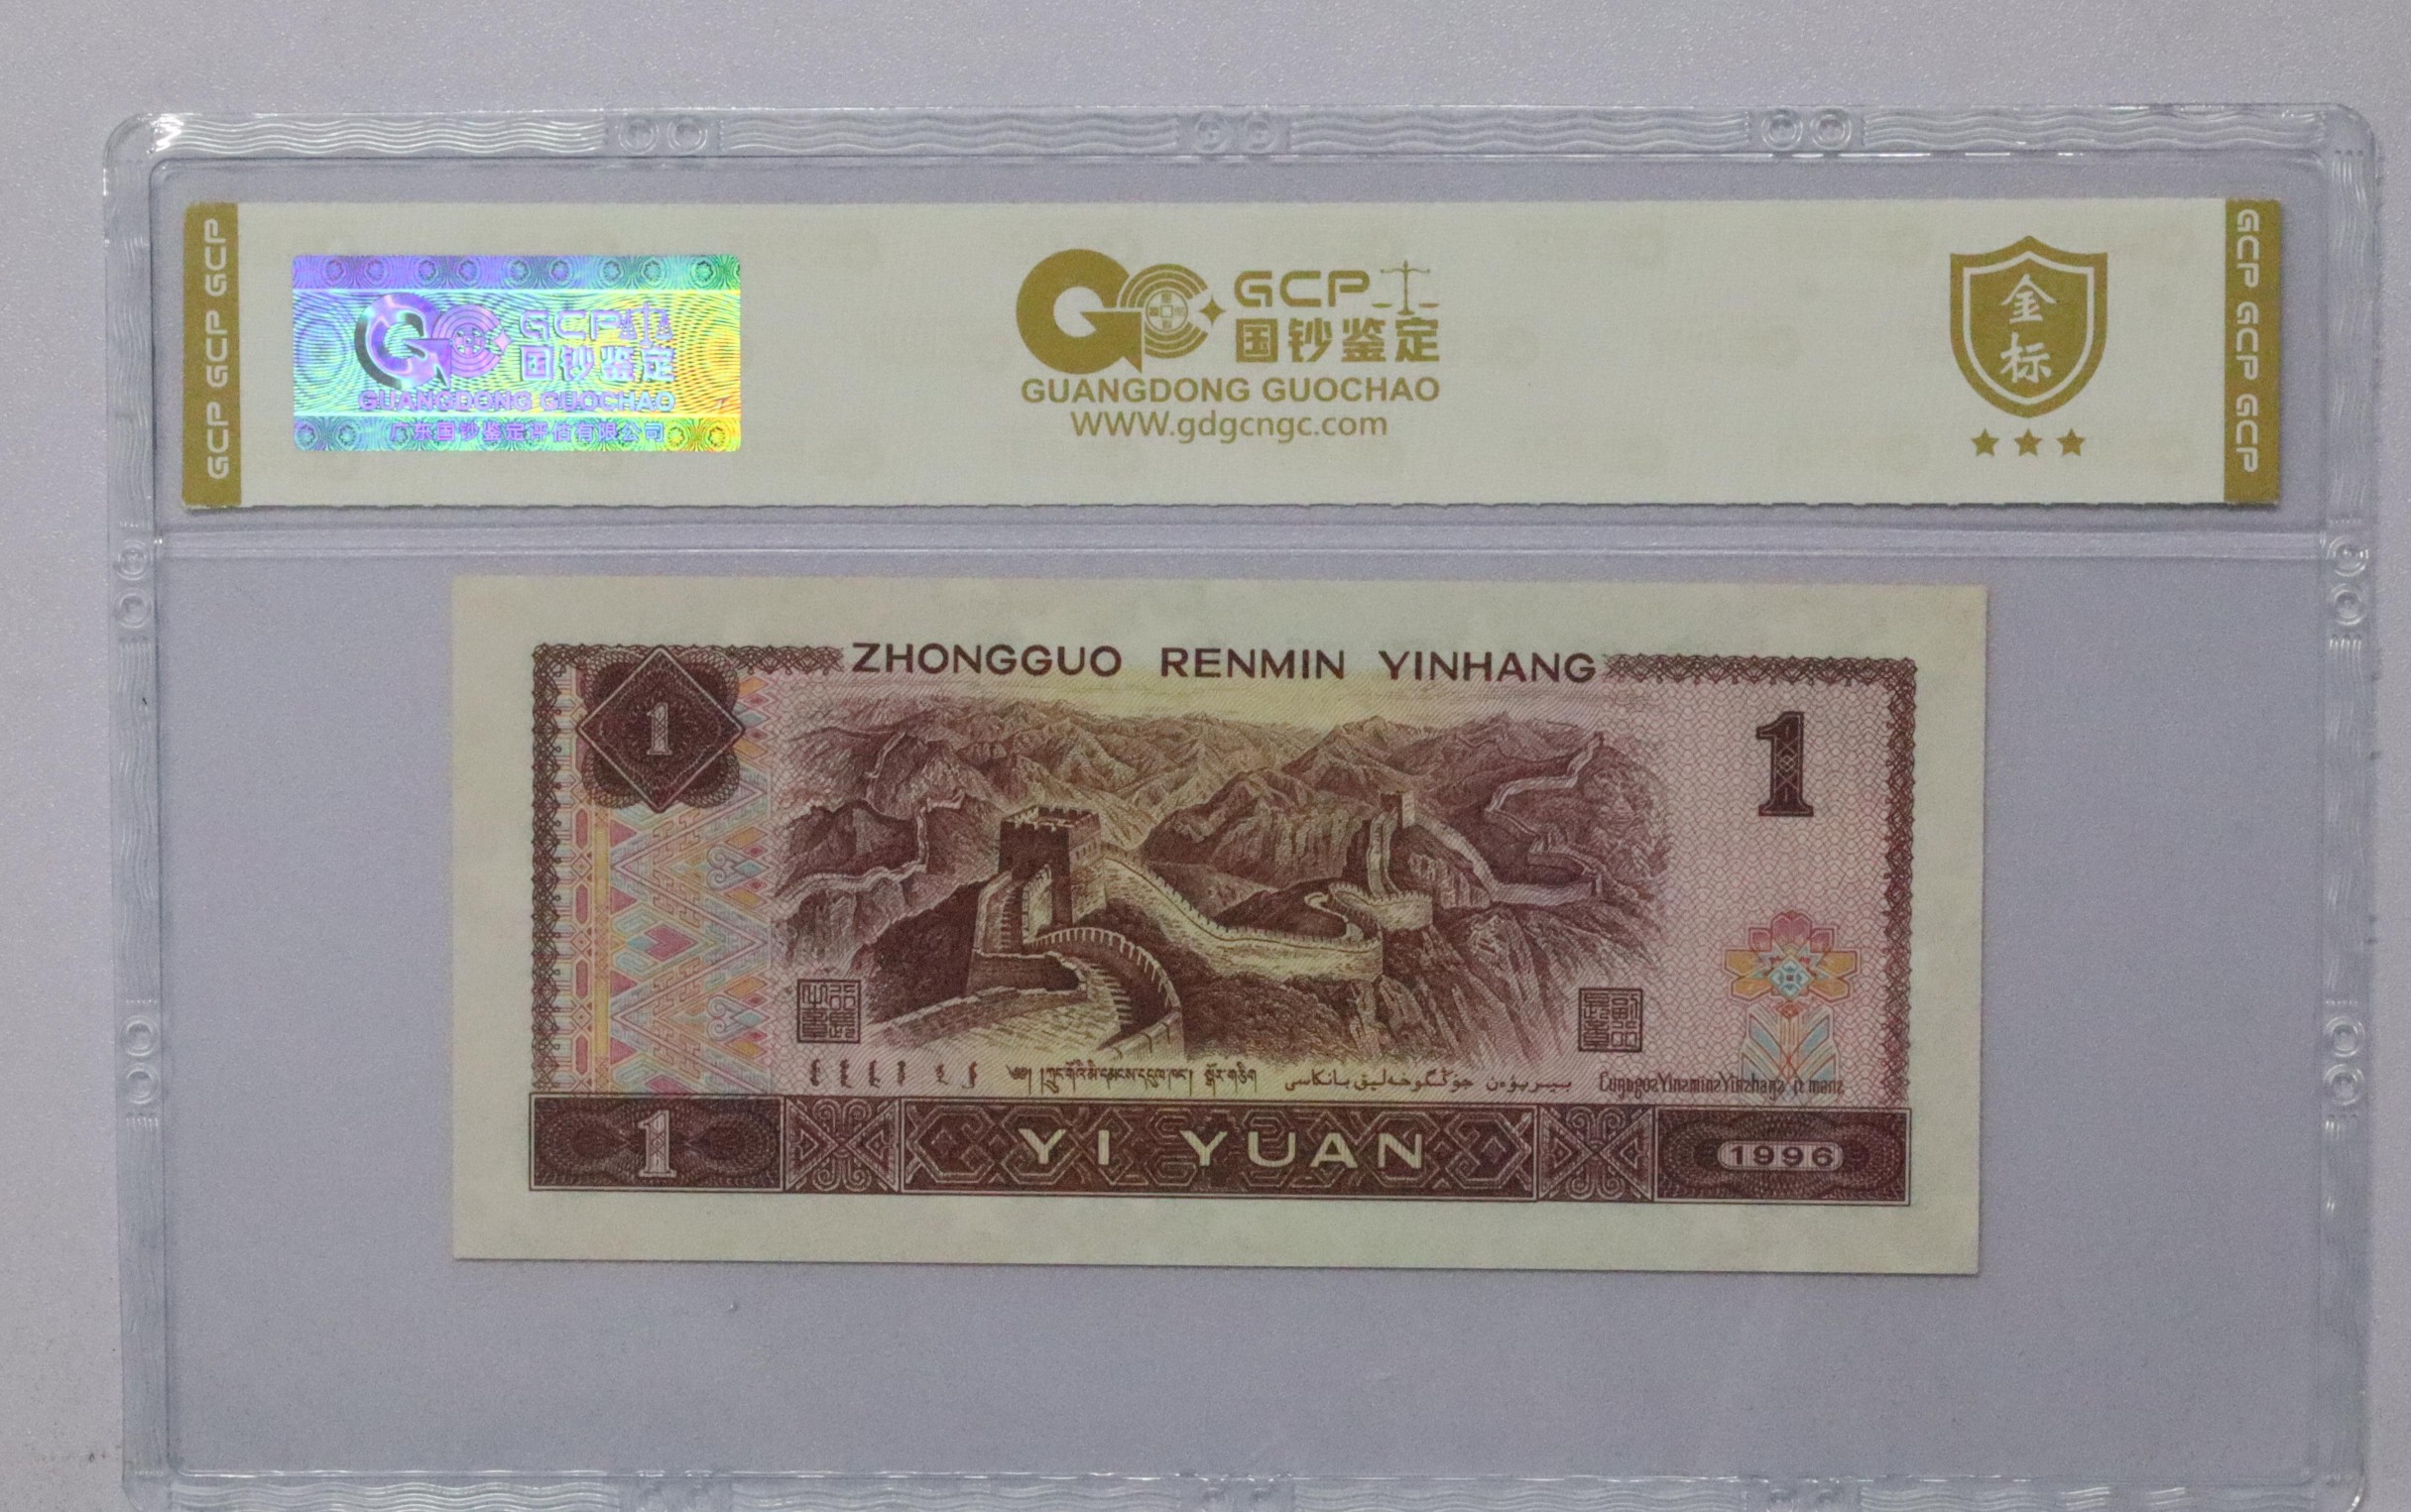 GCP GCP GCP
GCP
国钞鉴定
GUANGDONG GUOCHAO
广东国钞鉴定评估有限公司
GCP
国钞鉴定
GUANGDONG GUOCHAO
WWW.gdgcngc.com
金标
GCP GCP GCP
ZHONGGUO RENMIN YINHANG
1
1
YI YUAN
1
1996